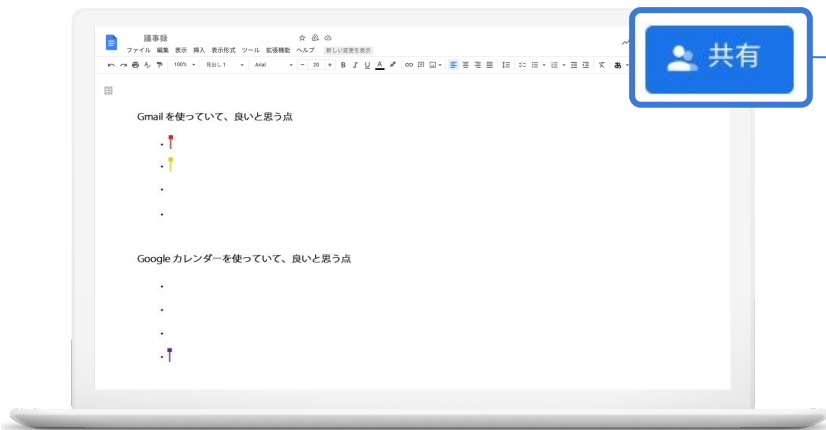 議事録
ファイル 編集 表示 挿入 表示形式 ツール 拡張機能 ヘルプ 新しい変更を表示
100% 見出し1 Arial − 20 + B I U A あ
共有
Gmail を使っていて、良いと思う点
Google カレンダーを使っていて、良いと思う点